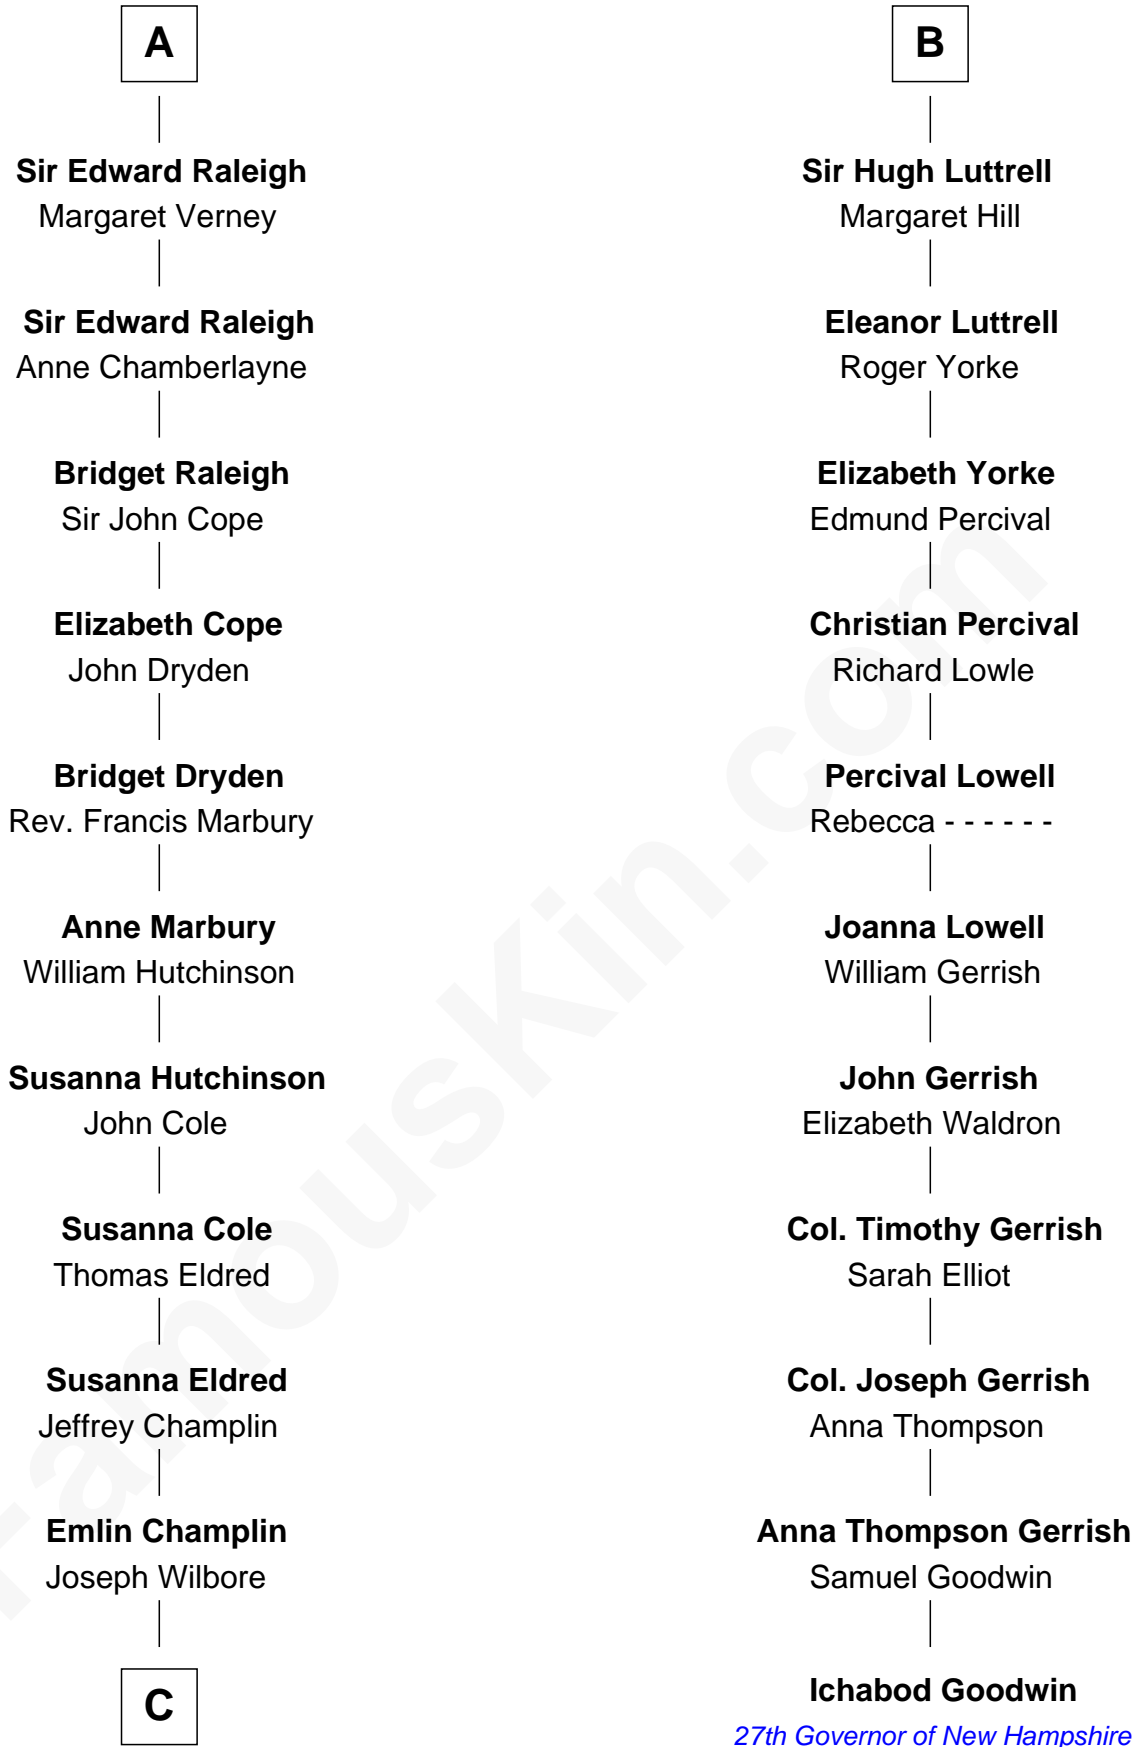 A
Sir Edward Raleigh
Margaret Verney
Sir Edward Raleigh
Anne Chamberlayne
Bridget Raleigh
Sir John Cope
Elizabeth Cope
John Dryden
Bridget Dryden
Rev. Francis Marbury
Anne Marbury
William Hutchinson
Susanna Hutchinson
John Cole
Susanna Cole
Thomas Eldred
Susanna Eldred
Jeffrey Champlin
Emlin Champlin
Joseph Wilbore
C
B
Sir Hugh Luttrell
Margaret Hill
Eleanor Luttrell
Roger Yorke
Elizabeth Yorke
Edmund Percival
Christian Percival
Richard Lowle
Percival Lowell
Rebecca - - - - - -
Joanna Lowell
William Gerrish
John Gerrish
Elizabeth Waldron
Col. Timothy Gerrish
Sarah Elliot
Col. Joseph Gerrish
Anna Thompson
Anna Thompson Gerrish
Samuel Goodwin
Ichabod Goodwin
27th Governor of New Hampshire
FamousKin.com